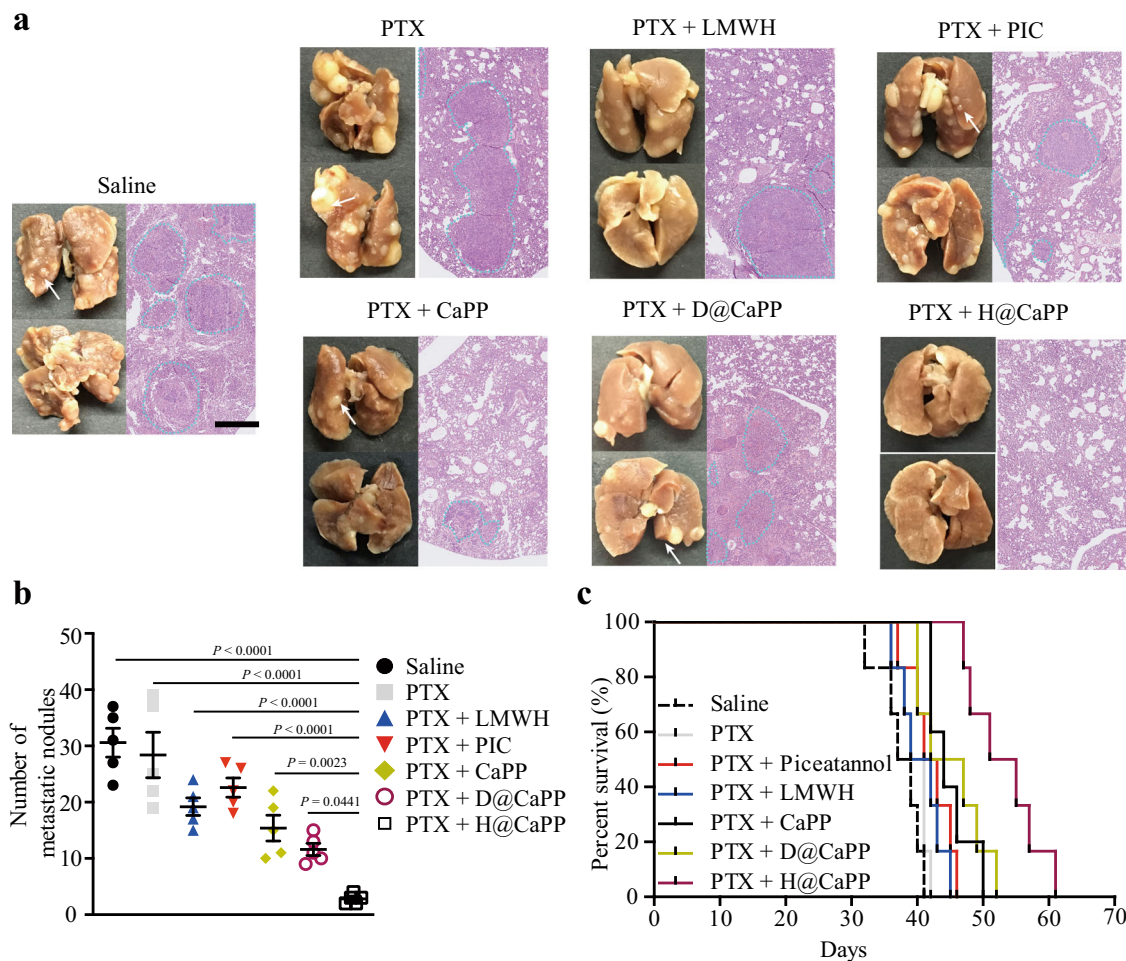 a
PTX
PTX + LMWH
PTX + PIC
Saline
PTX + CaPP
PTX + D@CaPP
PTX + H@CaPP
b
Number of
metastatic nodules
50
40
30
20
10
0
P < 0.0001
P < 0.0001
P < 0.0001
P < 0.0001
P = 0.0023
P = 0.0441
Saline
PTX
PTX + LMWH
PTX + PIC
PTX + CaPP
PTX + D@CaPP
PTX + H@CaPP
c
Percent survival (%)
100
80
60
40
20
0
Saline
PTX
PTX + Piceatannol
PTX + LMWH
PTX + CaPP
PTX + D@CaPP
PTX + H@CaPP
0 10 20 30 40 50 60 70
Days